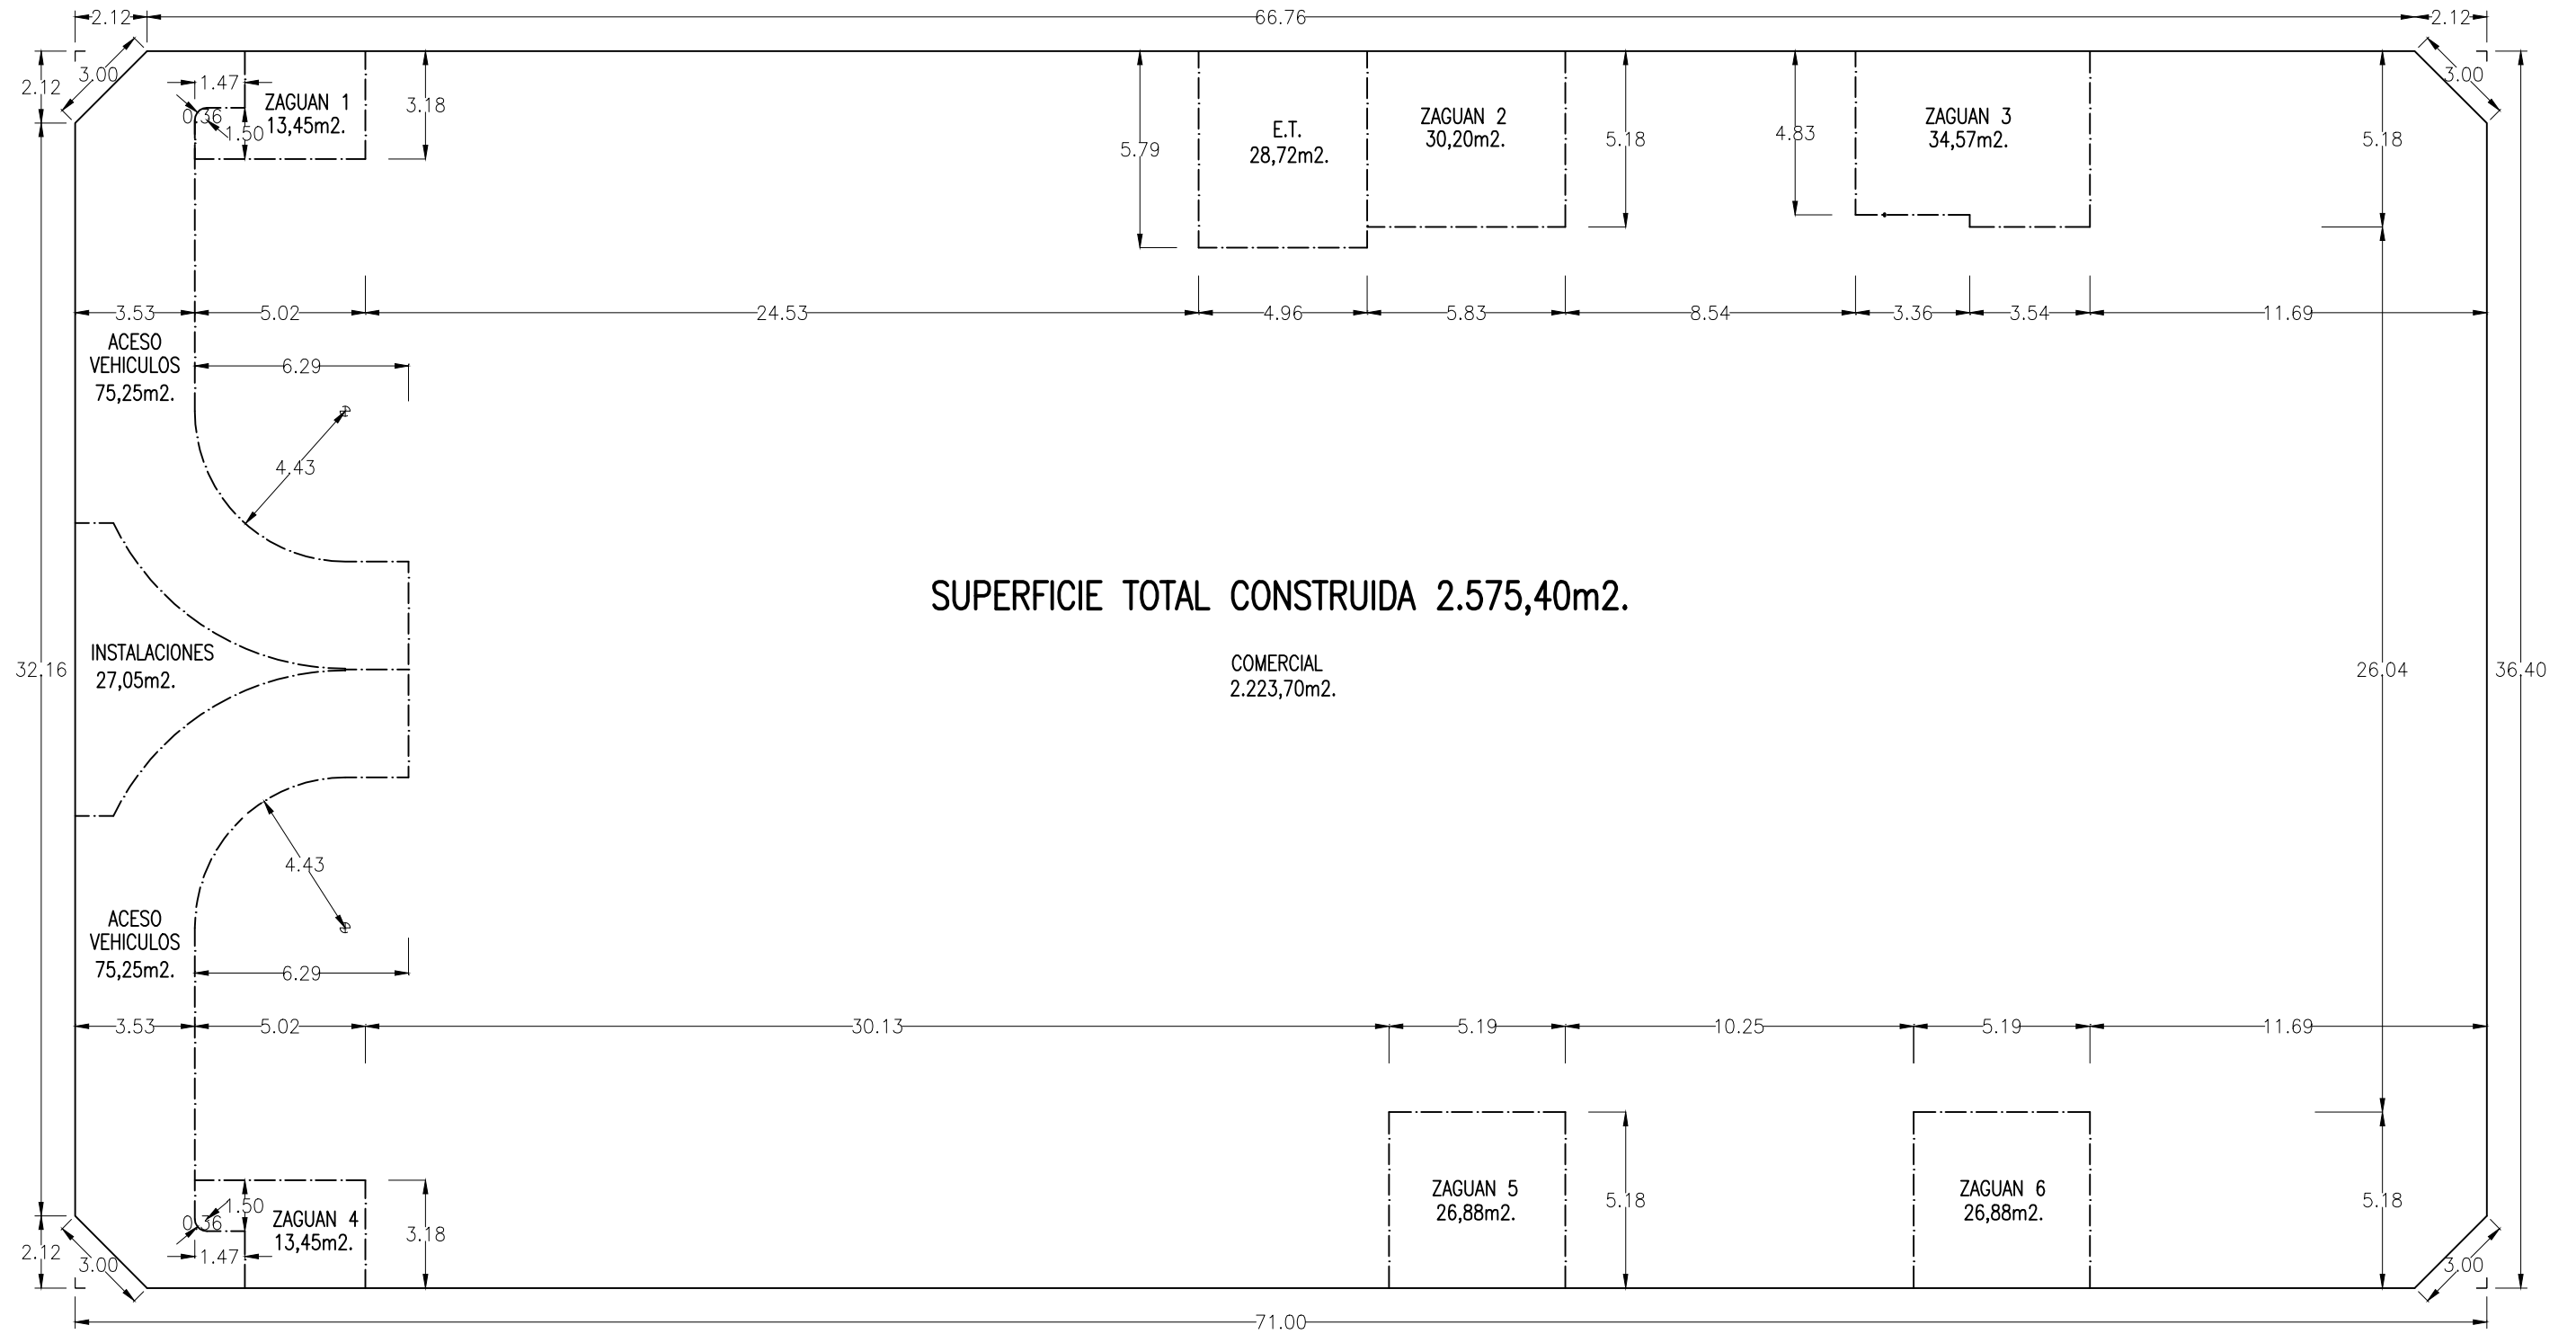 2.12
66.76
2.12
3.00
3.00
2.12
1.47
ZAGUAN 1
13,45m2.
3.18
0.36
1.50
5.79
E.T.
28,72m2.
ZAGUAN 2
30,20m2.
5.18
4.83
ZAGUAN 3
34,57m2.
5.18
3.53
5.02
24.53
4.96
5.83
8.54
3.36
3.54
11.69
ACESO
VEHICULOS
75,25m2.
6.29
4.43
SUPERFICIE TOTAL CONSTRUIDA 2.575,40m2.
INSTALACIONES
27,05m2.
32.16
COMERCIAL
2.223,70m2.
26.04
36.40
4.43
ACESO
VEHICULOS
75,25m2.
6.29
3.53
5.02
30.13
5.19
10.25
5.19
11.69
1.50
0.36
ZAGUAN 4
13,45m2.
3.18
1.47
2.12
3.00
ZAGUAN 5
26,88m2.
5.18
ZAGUAN 6
26,88m2.
5.18
3.00
71.00